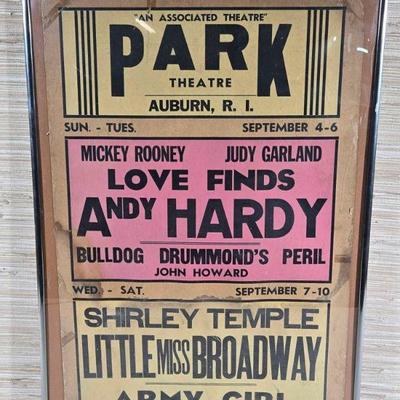 "AN ASSOCIATED THEATRE"
PARK
THEATRE
AUBURN, R. I.
SUN. - TUES. SEPTEMBER 4-6
MICKEY ROONEY JUDY GARLAND
LOVE FINDS
ANDY HARDY
BULLDOG DRUMMOND'S PERIL
JOHN HOWARD
WED. - SAT. SEPTEMBER 7-10
SHIRLEY TEMPLE
LITTLE MISS BROADWAY
ARMY GIRL